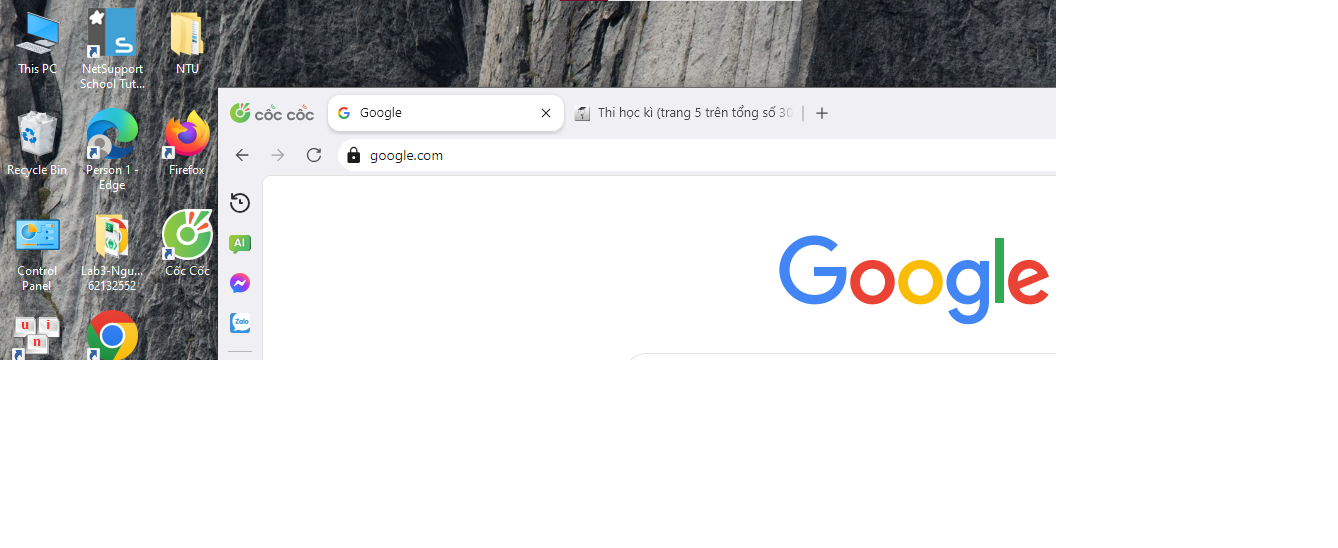 This PC
NetSupport
School Tut...
NTU
Recycle Bin
Person 1 -
Edge
Firefox
Control
Panel
Lab3-Ngu...
62132552
Cốc Cốc
u i
n
cốc cốc
Google
Thi học kì (trang 5 trên tổng số 30
google.com
AI
Zalo
Google